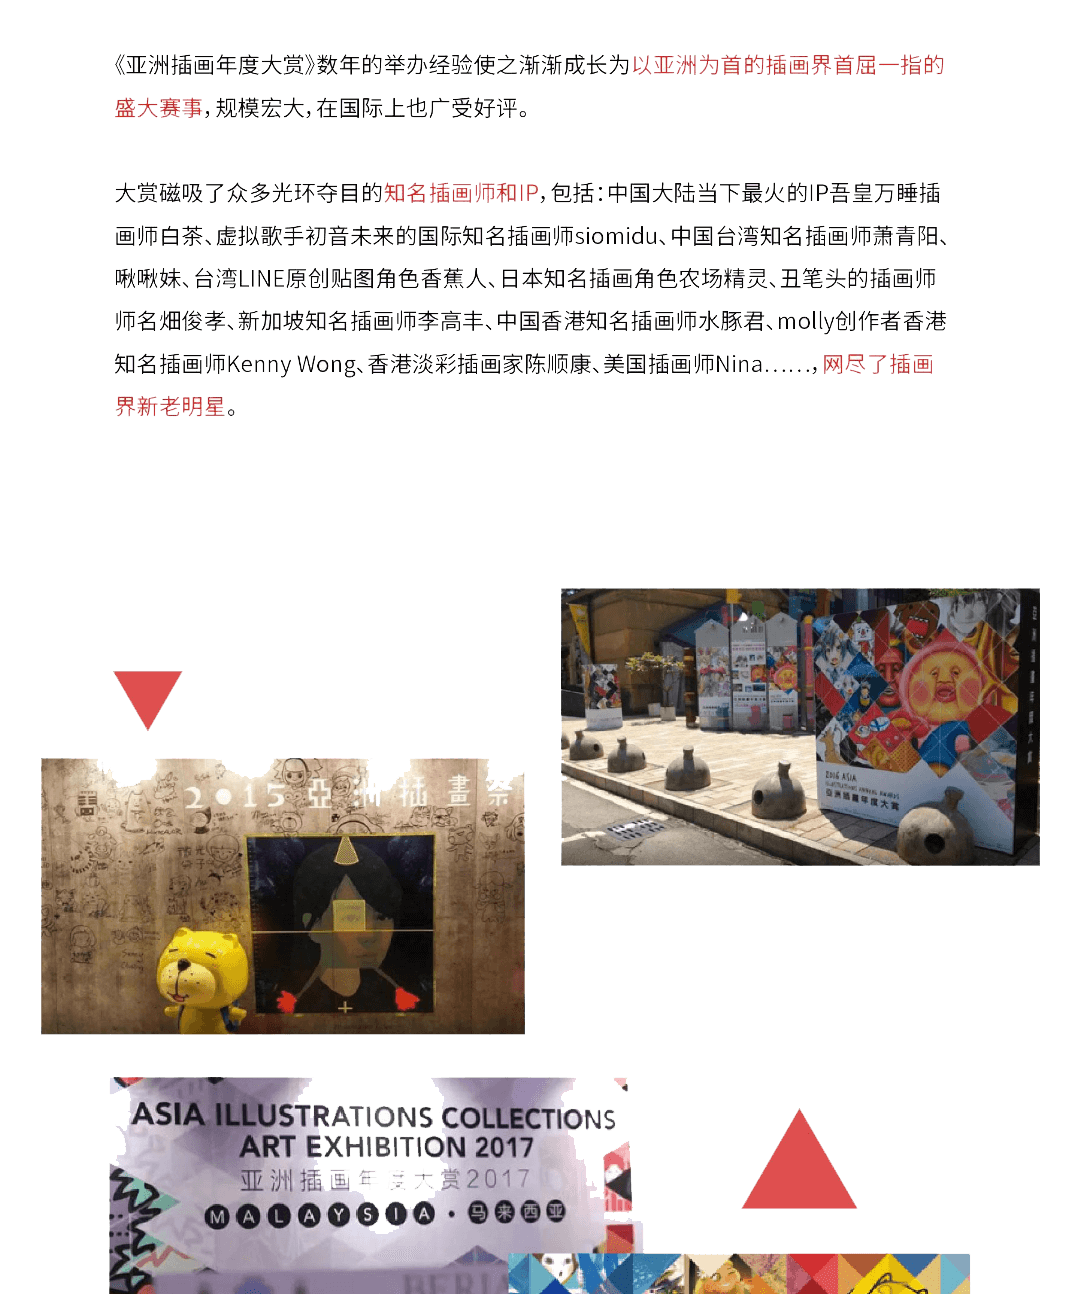 《亚洲插画年度大赏》数年的举办经验使之渐渐成长为以亚洲为首的插画界首屈一指的
盛大赛事，规模宏大，在国际上也广受好评。
大赏磁吸了众多光环夺目的知名插画师和IP，包括：中国大陆当下最火的IP吾皇万睡插
画师白茶、虚拟歌手初音未来的国际知名插画师siomidu、中国台湾知名插画师萧青阳、
啾啾妹、台湾LINE原创贴图角色香蕉人、日本知名插画角色农场精灵、丑笔头的插画师
师名畑俊孝、新加坡知名插画师李高丰、中国香港知名插画师水豚君、molly创作者香港
知名插画师Kenny Wong、香港淡彩插画家陈顺康、美国插画师Nina……，网尽了插画
界新老明星。
2016 ASIA
ILLUSTRATIONS ANNUAL AWARDS
亞洲插畫年度大賞
2015 亞洲插畫祭
ASIA ILLUSTRATIONS COLLECTIONS
ART EXHIBITION 2017
亚洲插画年度大赏2017
MALAYSIA·马来西亚